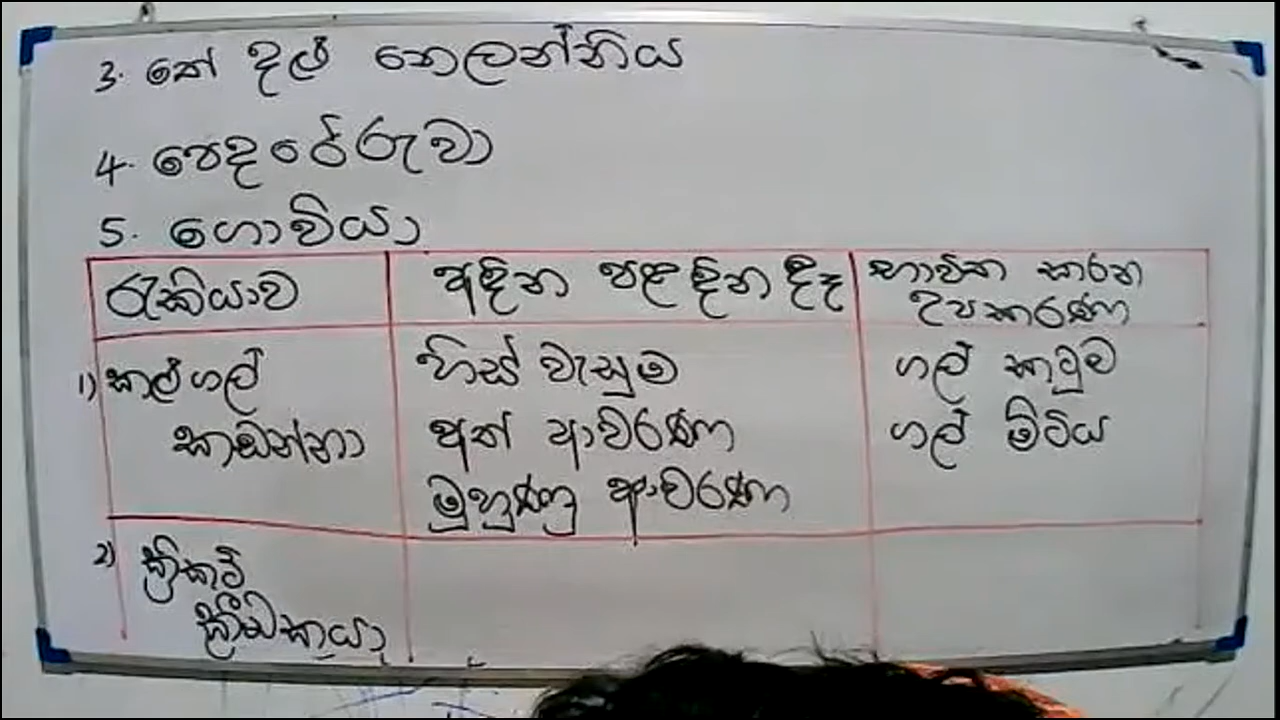 3. තේ දළු නෙලන්නිය
4. පෙදරේරුවා
5. ගොවියා
රැකියාව අඳින පළඳින දෑ භාවිත කරන
උපකරණ
1) කළුගල් හිස් වැසුම ගල් කටුව
කඩන්නා අත් ආවරණ ගල් මිටිය
මුහුණු ආවරණ
2) ක්‍රිකට්
ක්‍රීඩකයා